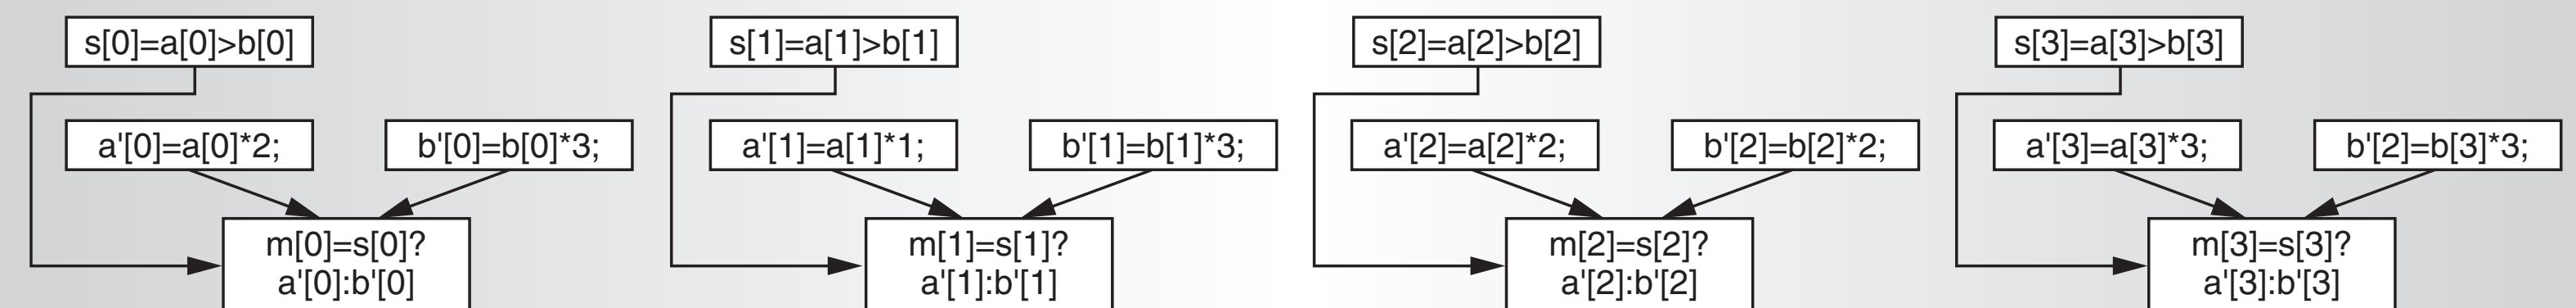 s[0]=a[0]>b[0]
s[1]=a[1]>b[1]
s[2]=a[2]>b[2]
s[3]=a[3]>b[3]
a'[0]=a[0]*2;
b'[0]=b[0]*3;
a'[1]=a[1]*1;
b'[1]=b[1]*3;
a'[2]=a[2]*2;
b'[2]=b[2]*2;
a'[3]=a[3]*3;
b'[2]=b[3]*3;
m[0]=s[0]?
a'[0]:b'[0]
m[1]=s[1]?
a'[1]:b'[1]
m[2]=s[2]?
a'[2]:b'[2]
m[3]=s[3]?
a'[3]:b'[3]